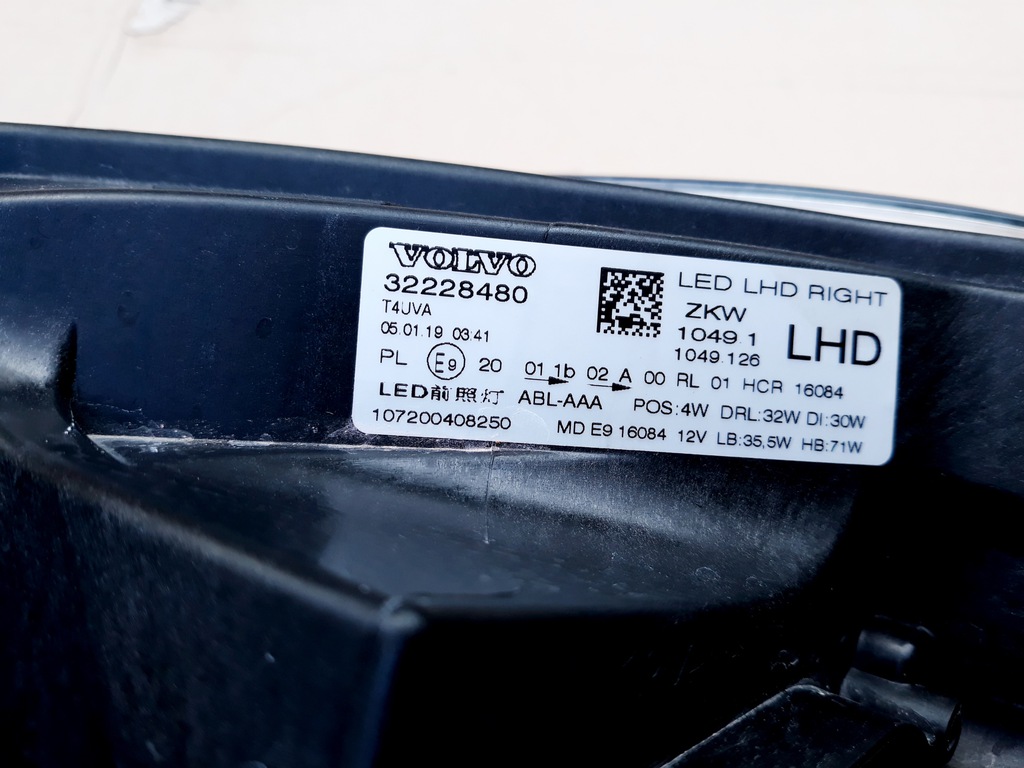 VOLVO
32228480
T4UVA
05.01.19 03:41
LED LHD RIGHT
ZKW
1049.1
1049.126
LHD
PL E9 20 01 1b 02 A 00 RL 01 HCR 16084
LED前照灯 ABL-AAA POS:4W DRL:32W DI:30W
107200408250 MD E9 16084 12V LB:35,5W HB:71W